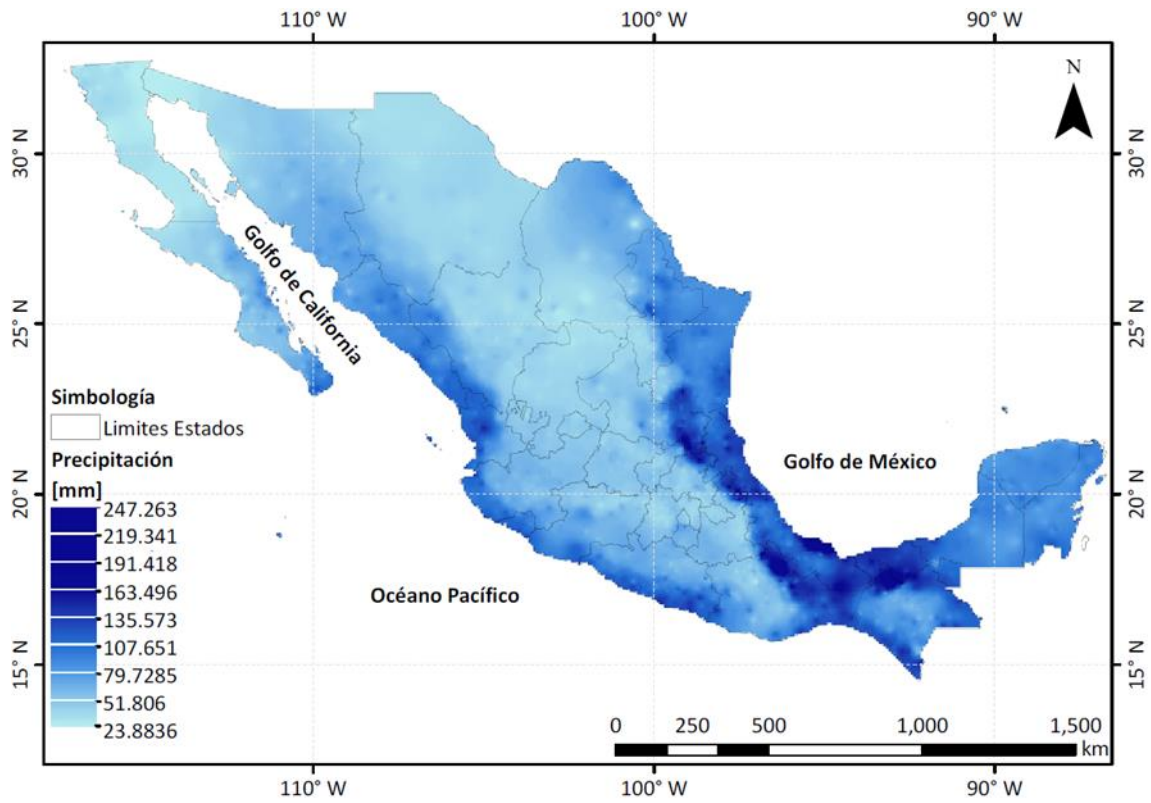 110° W
100° W
90° W
N
30° N
30° N
Golfo de California
25° N
25° N
Simbología
Limites Estados
Precipitación
[mm]
Golfo de México
20° N
20° N
247.263
219.341
191.418
163.496
135.573
107.651
79.7285
51.806
23.8836
Océano Pacífico
15° N
15° N
0 250 500 1,000 1,500
km
110° W
100° W
90° W